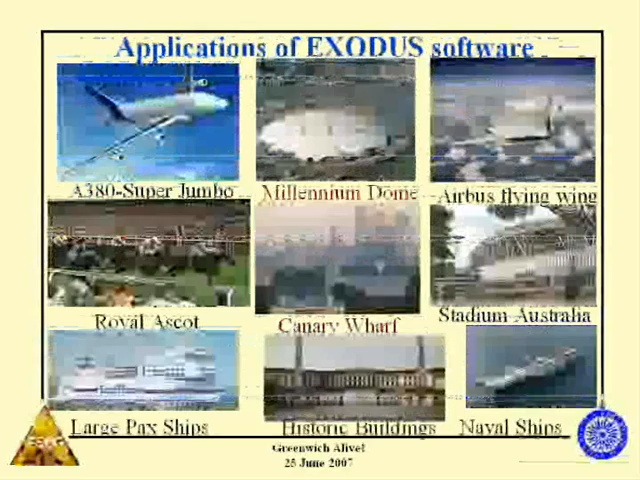 Applications of EXODUS software
A380-Super Jumbo
Millennium Dome
Airbus flying wing
Royal Ascot
Canary Wharf
Stadium Australia
Large Pax Ships
Historic Buildings
Naval Ships
Greenwich Alive!
25 June 2007